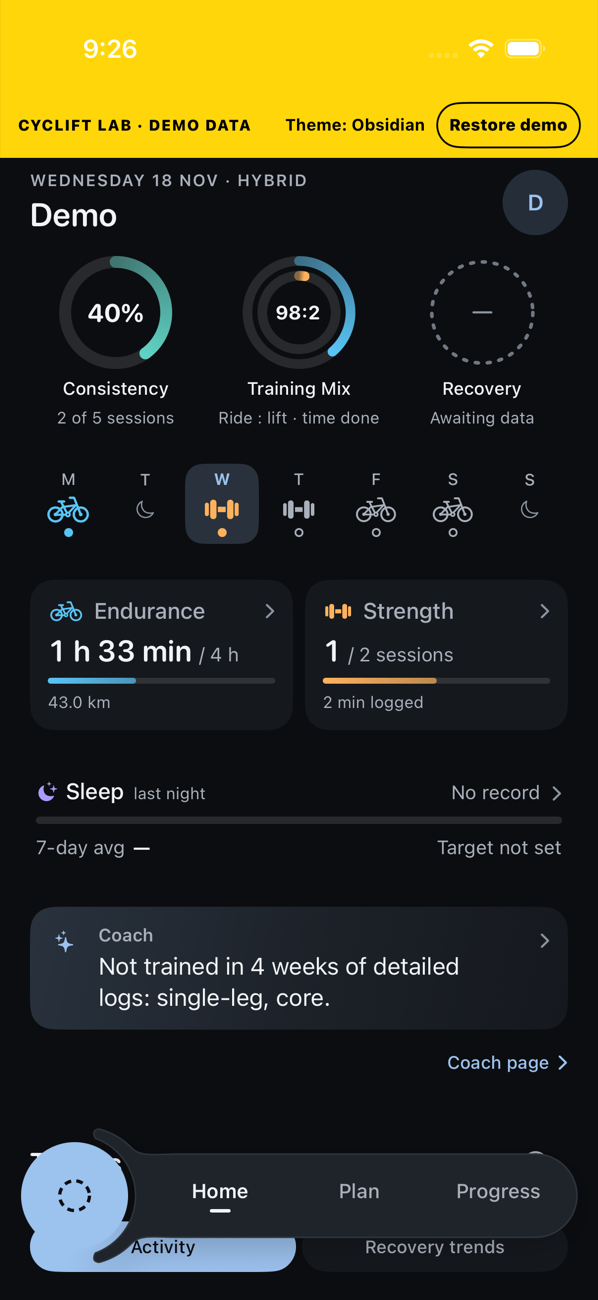 9:26
CYCLIFT LAB · DEMO DATA
Theme: Obsidian
Restore demo
WEDNESDAY 18 NOV · HYBRID
Demo
D
40%
98:2
—
Consistency
Training Mix
Recovery
2 of 5 sessions
Ride : lift · time done
Awaiting data
M T W T F S S
Endurance
1 h 33 min / 4 h
43.0 km
Strength
1 / 2 sessions
2 min logged
Sleep last night
No record
7-day avg —
Target not set
Coach
Not trained in 4 weeks of detailed
logs: single-leg, core.
Coach page
Home
Plan
Progress
Activity
Recovery trends